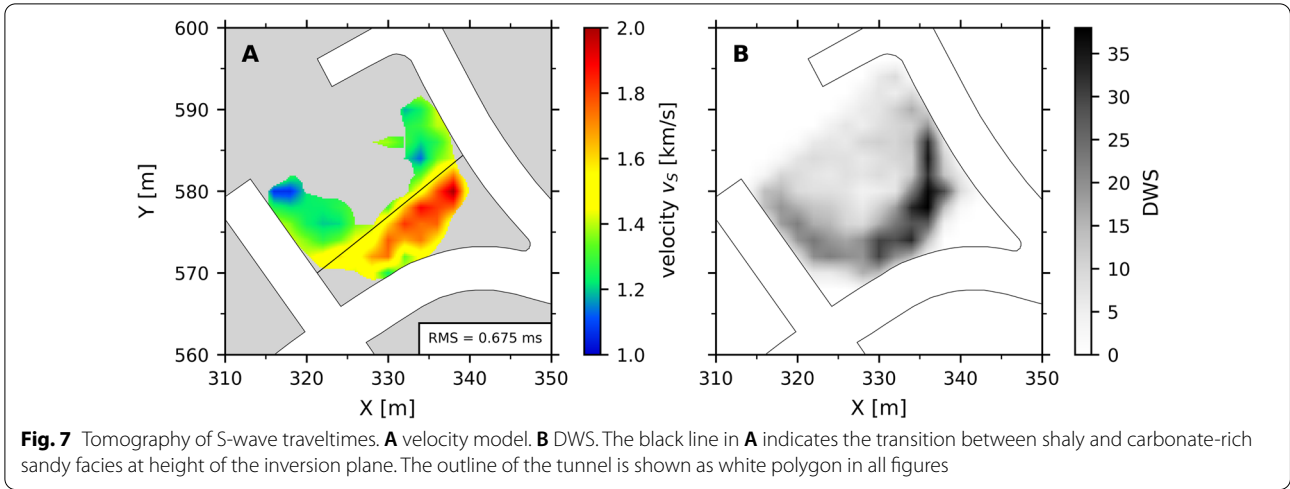 A
B
600
590
580
570
560
Y [m]
310
320
330
340
350
X [m]
RMS = 0.675 ms
2.0
1.8
1.6
1.4
1.2
1.0
velocity vS [km/s]
310
320
330
340
350
X [m]
35
30
25
20
15
10
5
0
DWS
Fig. 7 Tomography of S-wave traveltimes. A velocity model. B DWS. The black line in A indicates the transition between shaly and carbonate-rich
sandy facies at height of the inversion plane. The outline of the tunnel is shown as white polygon in all figures